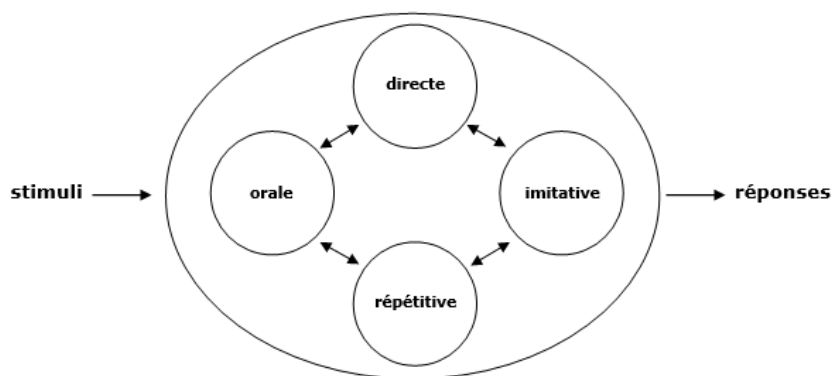 directe
stimuli
orale
imitative
réponses
répétitive